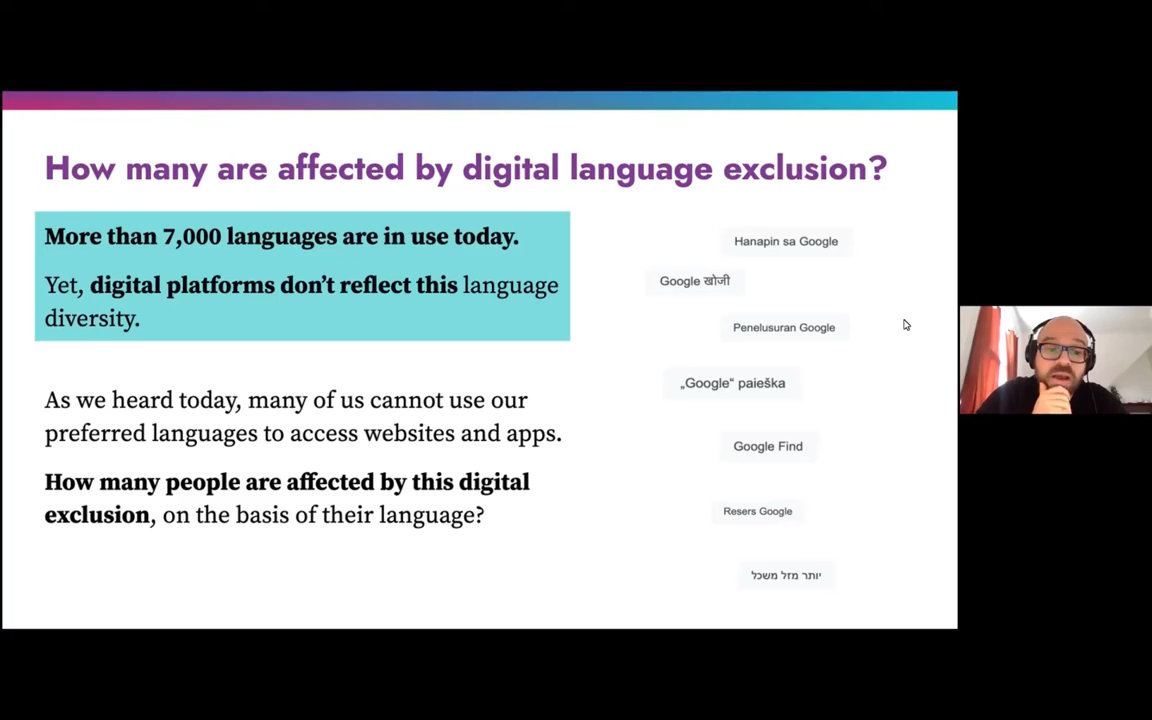 How many are affected by digital language exclusion?
More than 7,000 languages are in use today.
Yet, digital platforms don’t reflect this language
diversity.
As we heard today, many of us cannot use our
preferred languages to access websites and apps.
How many people are affected by this digital
exclusion, on the basis of their language?
Hanapin sa Google
Google खोजी
Penelusuran Google
„Google“ paieška
Google Find
Resers Google
יותר מזל משכל